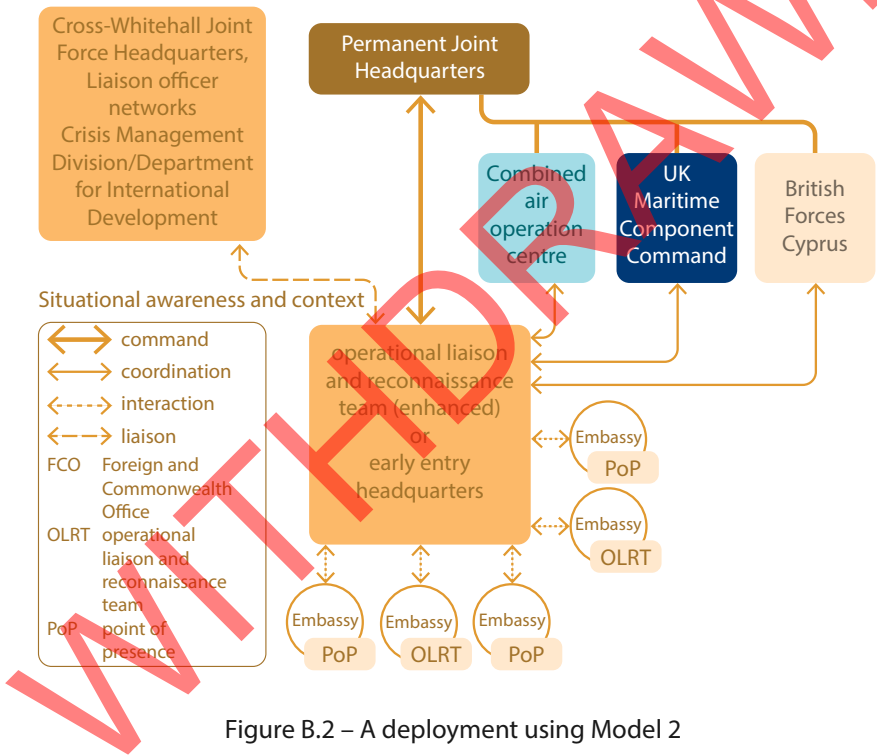 Cross-Whitehall Joint
Force Headquarters,
Liaison officer
networks
Crisis Management
Division/Department
for International
Development
Permanent Joint
Headquarters
Combined
air
operation
centre
UK
Maritime
Component
Command
British
Forces
Cyprus
Situational awareness and context
command
coordination
interaction
liaison
FCO Foreign and
Commonwealth
Office
OLRT operational
liaison and
reconnaissance
team
PoP point of
presence
operational liaison
and reconnaissance
team (enhanced)
or
early entry
headquarters
Embassy
PoP
Embassy
OLRT
Embassy
PoP
Embassy
OLRT
Embassy
PoP
WITHDRAW
Figure B.2 – A deployment using Model 2